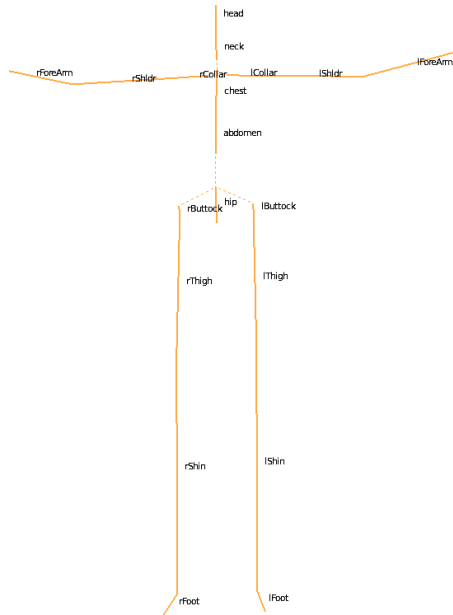 head
neck
rForeArm
rShldr
rCollar
lCollar
lShldr
lForeArm
chest
abdomen
hip
rButtock
lButtock
rThigh
lThigh
rShin
lShin
rFoot
lFoot